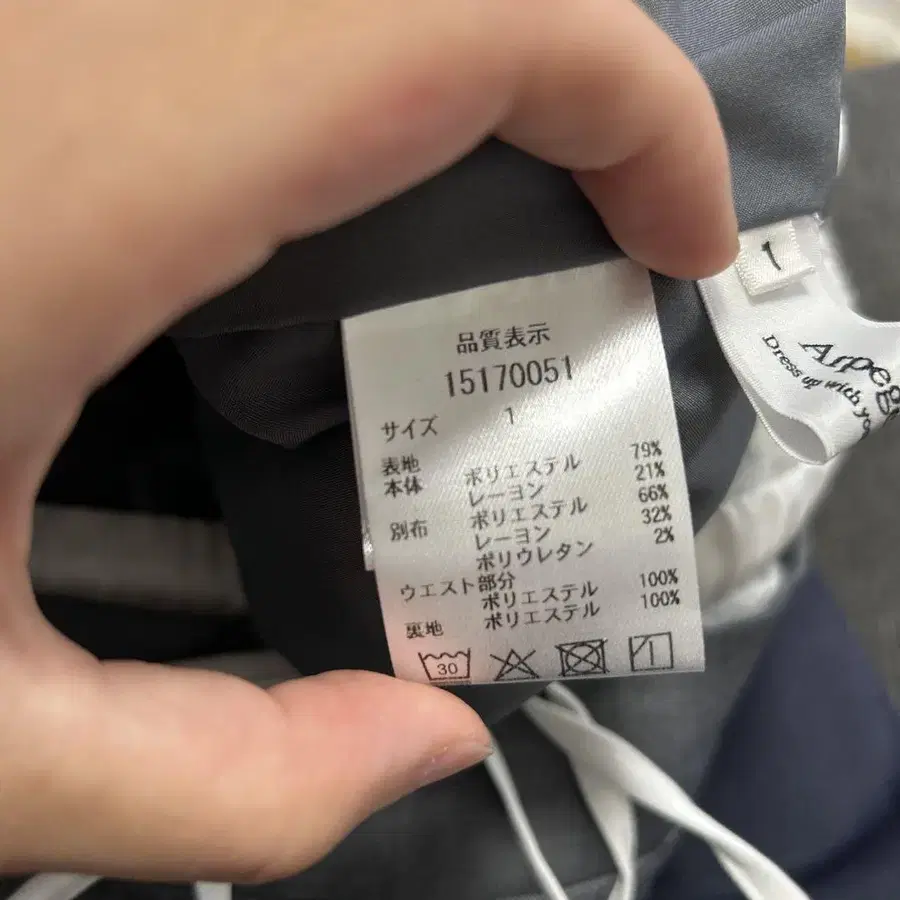 品質表示
15170051
サイズ 1
表地
本体 ポリエステル 79%
レーヨン 21%
別布 ポリエステル 66%
レーヨン 32%
ポリウレタン 2%
ウエスト部分
ポリエステル 100%
裏地 ポリエステル 100%
30
1
Dress up with